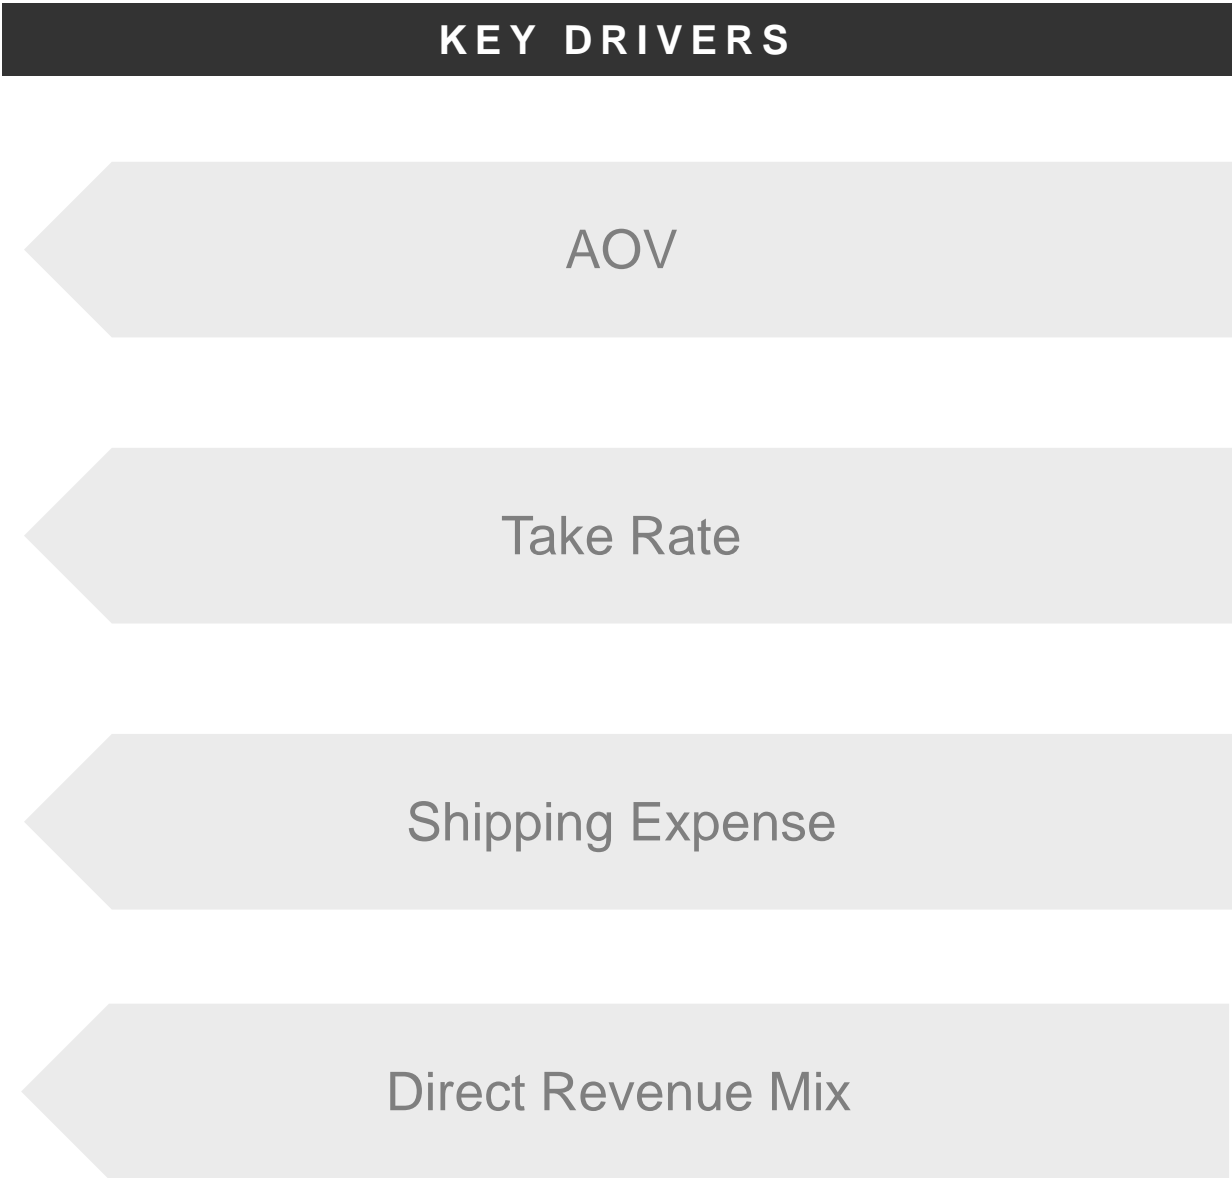 KEY DRIVERS
AOV
Take Rate
Shipping Expense
Direct Revenue Mix